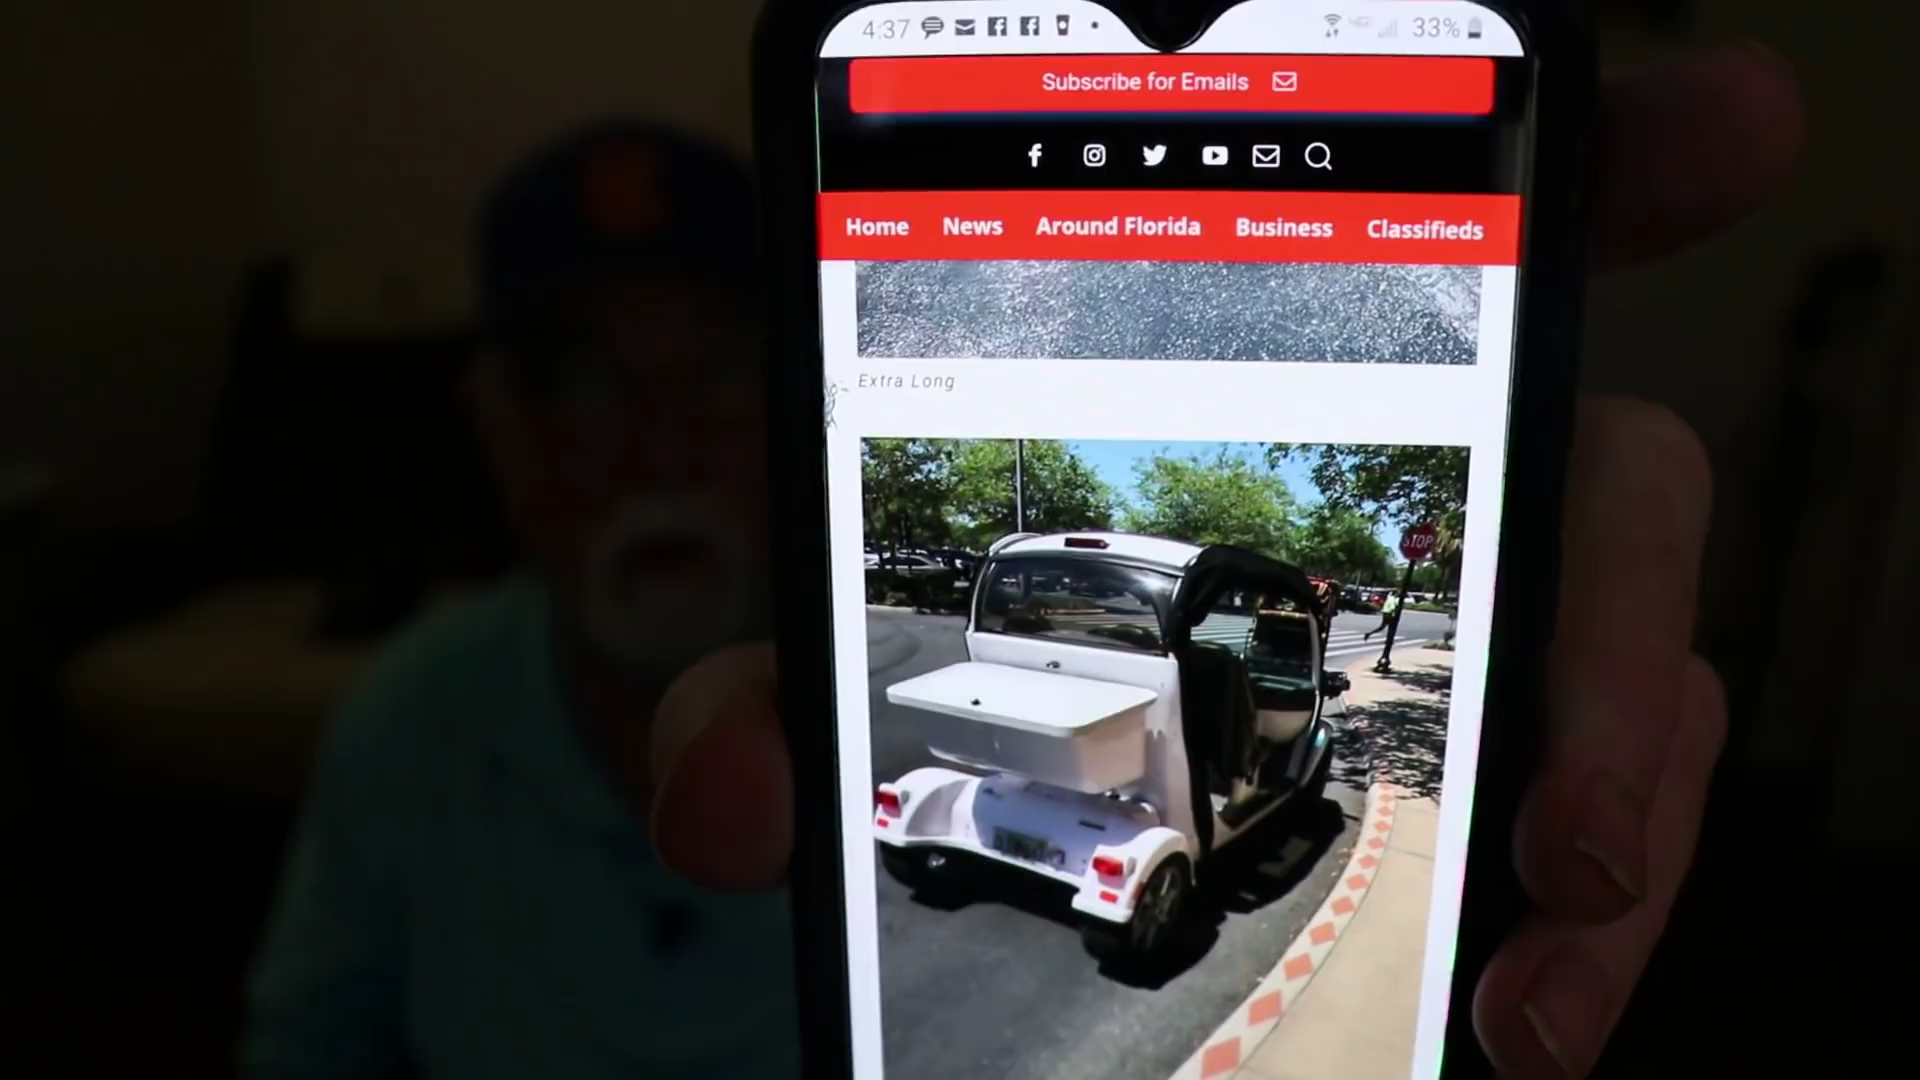 4:37 33%
Subscribe for Emails
Home News Around Florida Business Classifieds
Extra Long
STOP